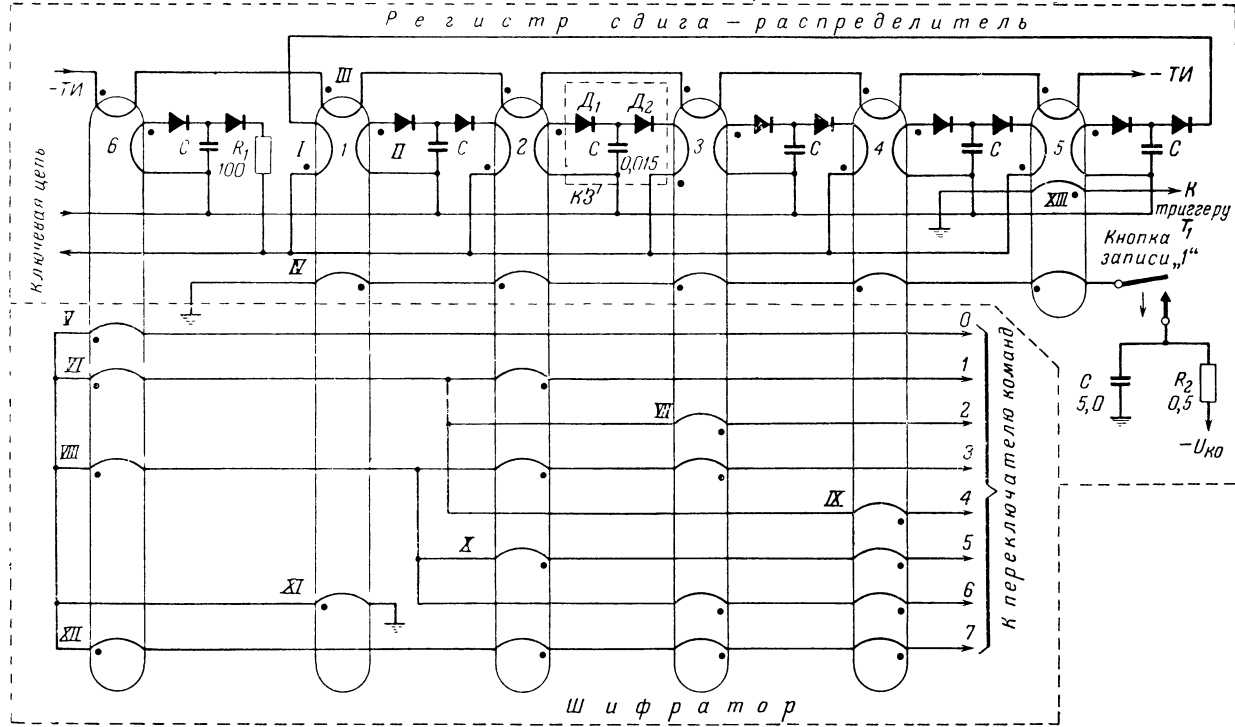 Регистр сдига — распределитель
-ТИ
III
- ТИ
Д₁ Д₂
6 С R₁ 100 I 1 II С 2 С 0,015 3 С 4 С 5 С
КЗ
XIII
К триггеру Т₁
Ключевая цепь
Кнопка записи „1“
IV
V 0
VI 1
VII 2
VIII 3
IX 4
X 5
6
XI
XII 7
С 5,0
R₂ 0,5
-Uко
К переключателю команд
Шифратор